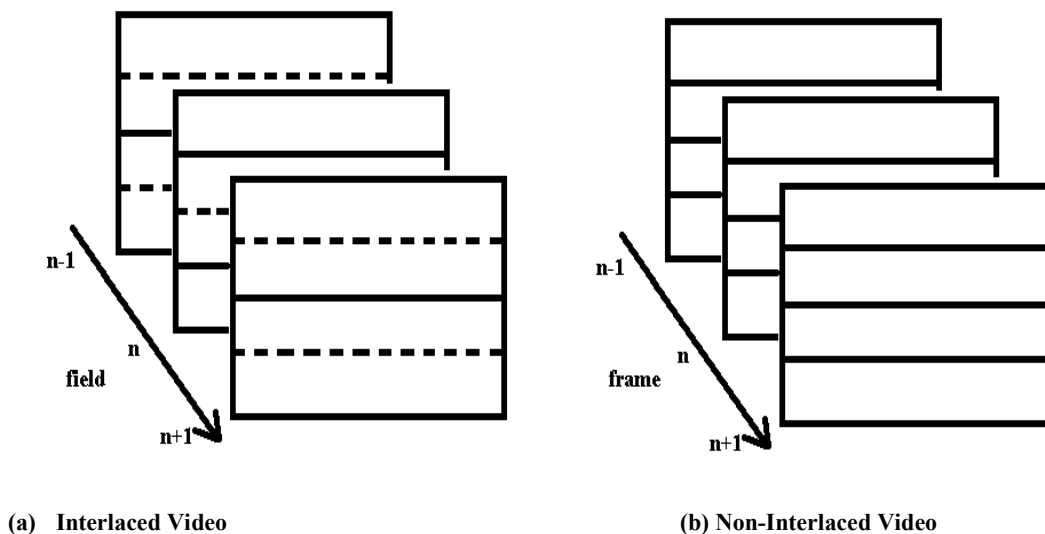 n-1
n
field
n+1
n-1
n
frame
n+1
(a) Interlaced Video
(b) Non-Interlaced Video